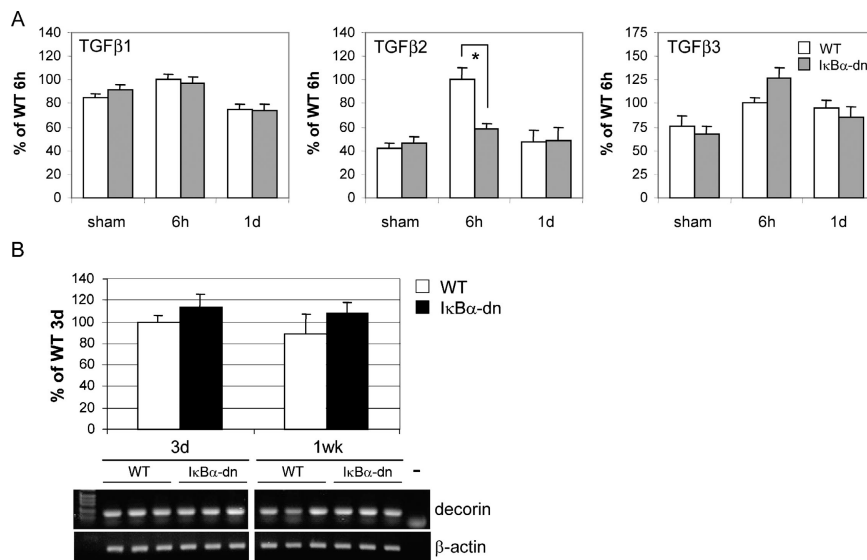 A
TGFβ1
% of WT 6h
140
120
100
80
60
40
20
0
sham 6h 1d
TGFβ2
% of WT 6h
140
120
100
80
60
40
20
0
*
sham 6h 1d
TGFβ3
WT
IκBα-dn
% of WT 6h
175
150
125
100
75
50
25
0
sham 6h 1d
B
% of WT 3d
140
120
100
80
60
40
20
0
WT
IκBα-dn
3d 1wk
WT IκBα-dn WT IκBα-dn -
decorin
β-actin